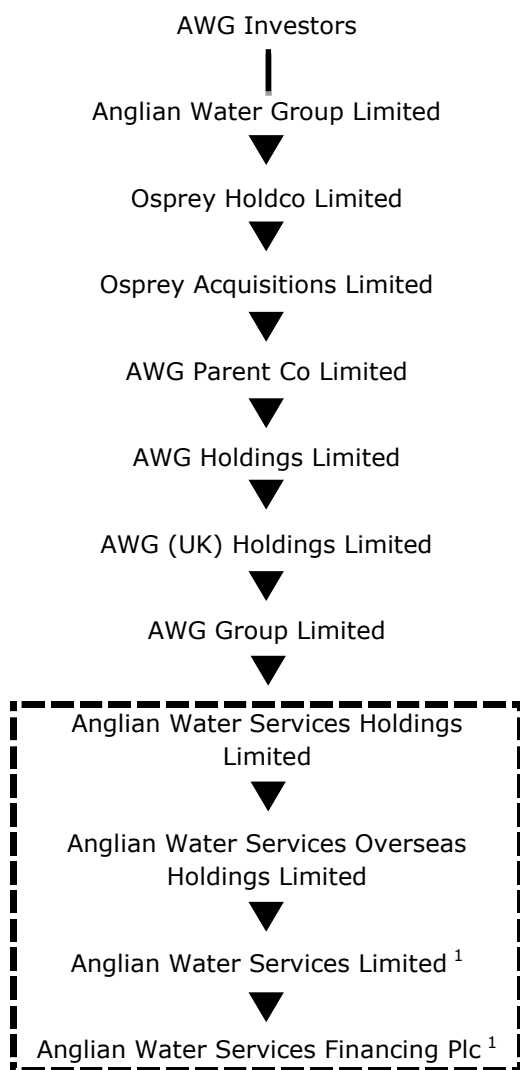 AWG Investors
Anglian Water Group Limited
Osprey Holdco Limited
Osprey Acquisitions Limited
AWG Parent Co Limited
AWG Holdings Limited
AWG (UK) Holdings Limited
AWG Group Limited
Anglian Water Services Holdings
Limited
Anglian Water Services Overseas
Holdings Limited
Anglian Water Services Limited 1
Anglian Water Services Financing Plc 1